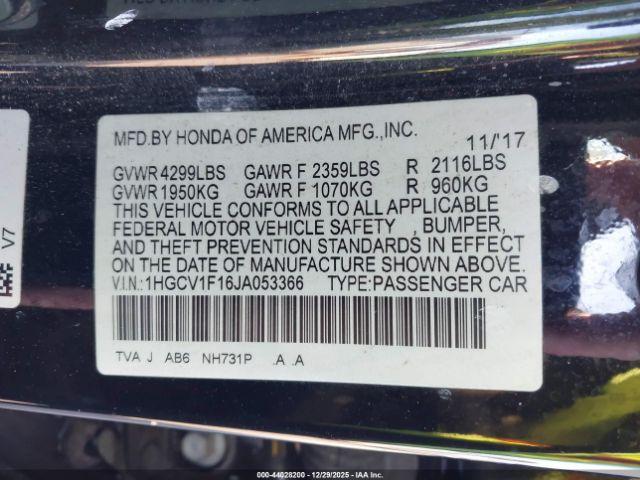 MFD.BY HONDA OF AMERICA MFG.,INC. 11/'17
GVWR 4299LBS GAWR F 2359LBS R 2116LBS
GVWR 1950KG GAWR F 1070KG R 960KG
THIS VEHICLE CONFORMS TO ALL APPLICABLE
FEDERAL MOTOR VEHICLE SAFETY , BUMPER,
AND THEFT PREVENTION STANDARDS IN EFFECT
ON THE DATE OF MANUFACTURE SHOWN ABOVE.
V.I.N.: 1HGCV1F16JA053366 TYPE:PASSENGER CAR
TVA J AB6 NH731P .A .A
V7
000-44028200 - 12/29/2025 - IAA Inc.